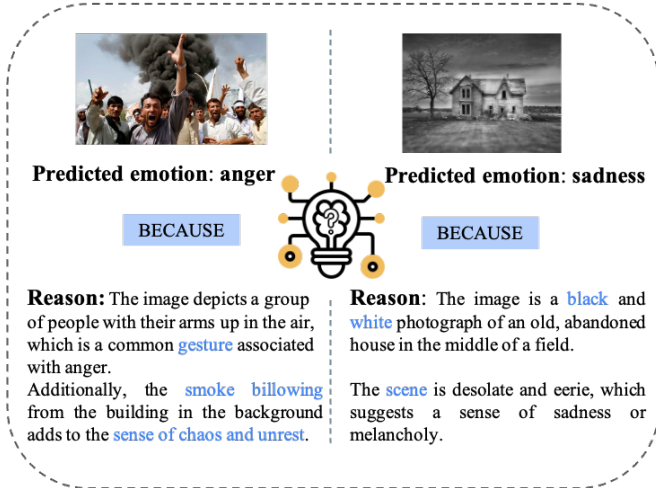 Predicted emotion: anger
BECAUSE
Reason: The image depicts a group
of people with their arms up in the air,
which is a common gesture associated
with anger.
Additionally, the smoke billowing
from the building in the background
adds to the sense of chaos and unrest.
Predicted emotion: sadness
BECAUSE
Reason: The image is a black and
white photograph of an old, abandoned
house in the middle of a field.
The scene is desolate and eerie, which
suggests a sense of sadness or
melancholy.
?